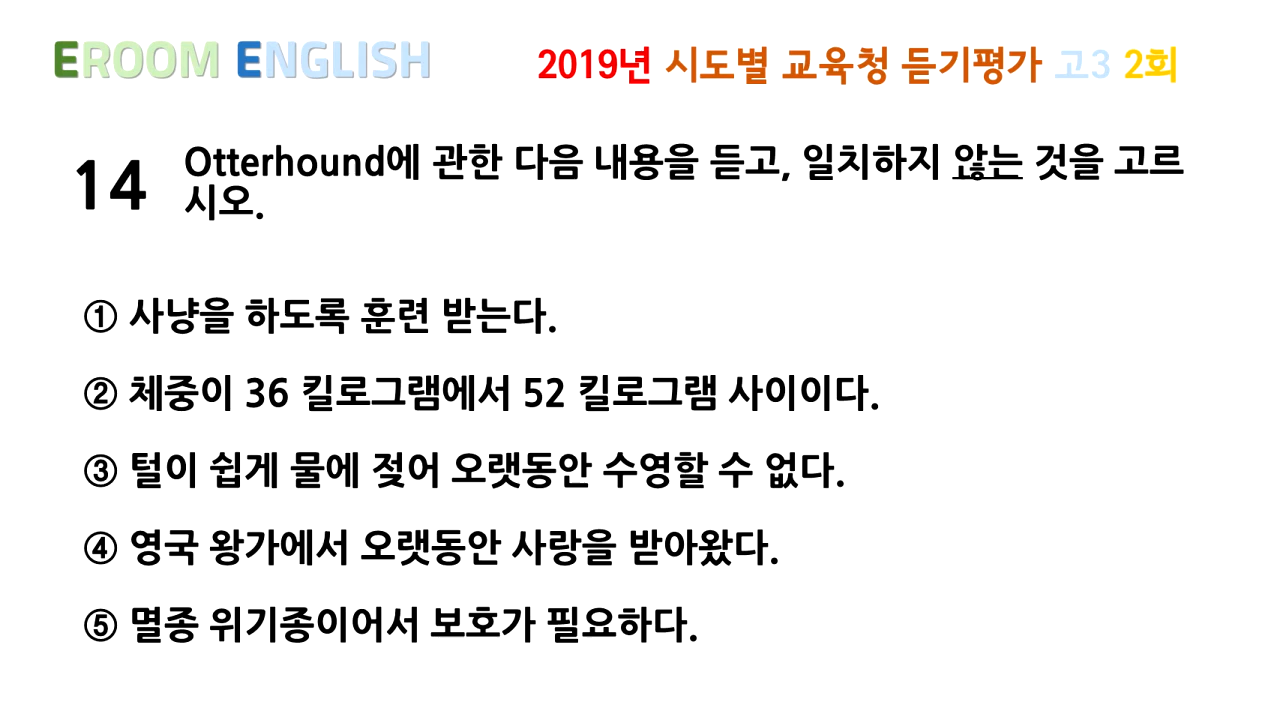 EROOM ENGLISH
2019년 시도별 교육청 듣기평가 고3 2회
14
Otterhound에 관한 다음 내용을 듣고, 일치하지 않는 것을 고르
시오.
① 사냥을 하도록 훈련 받는다.
② 체중이 36 킬로그램에서 52 킬로그램 사이이다.
③ 털이 쉽게 물에 젖어 오랫동안 수영할 수 없다.
④ 영국 왕가에서 오랫동안 사랑을 받아왔다.
⑤ 멸종 위기종이어서 보호가 필요하다.